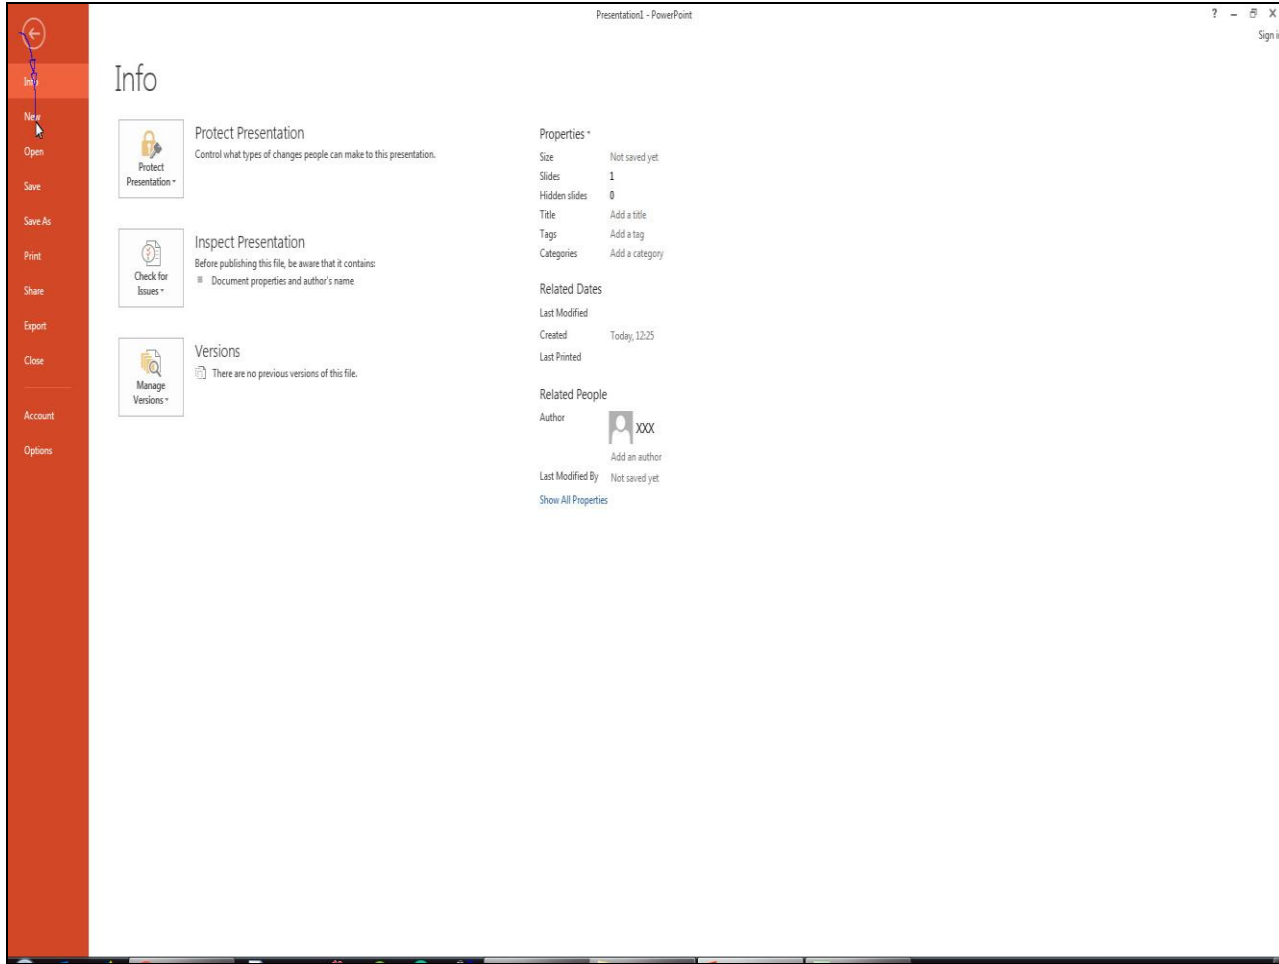 Presentation1 - PowerPoint
?
Sign i
Info
New
Open
Save
Save As
Print
Share
Export
Close
Account
Options
Info
Protect Presentation
Protect Presentation
Control what types of changes people can make to this presentation.
Check for Issues
Inspect Presentation
Before publishing this file, be aware that it contains:
Document properties and author's name
Manage Versions
Versions
There are no previous versions of this file.
Properties
Size Not saved yet
Slides 1
Hidden slides 0
Title Add a title
Tags Add a tag
Categories Add a category
Related Dates
Last Modified
Created Today, 12:25
Last Printed
Related People
Author XXX
Add an author
Last Modified By Not saved yet
Show All Properties